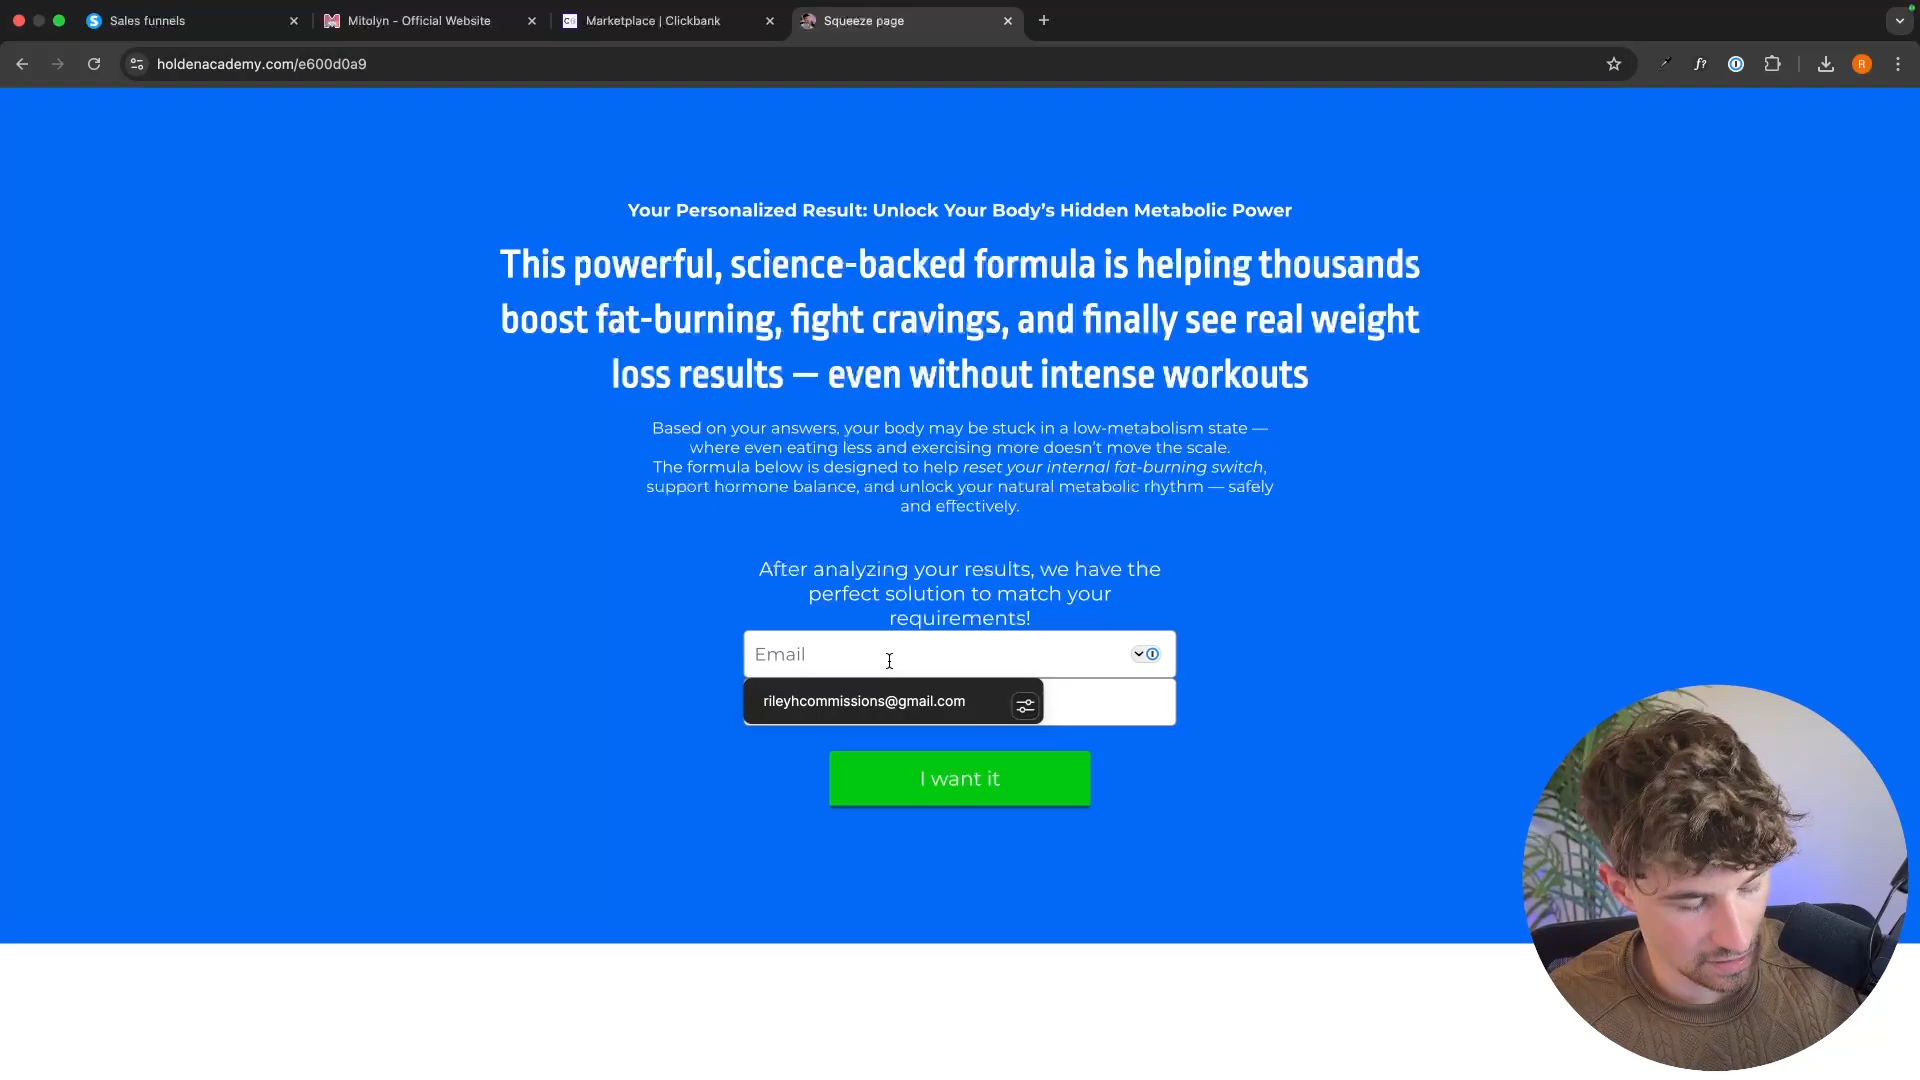 Sales funnels
Mitolyn - Official Website
Marketplace | Clickbank
Squeeze page
holdenacademy.com/e600d0a9
f?
R
Your Personalized Result: Unlock Your Body’s Hidden Metabolic Power
This powerful, science-backed formula is helping thousands
boost fat-burning, fight cravings, and finally see real weight
loss results — even without intense workouts
Based on your answers, your body may be stuck in a low-metabolism state —
where even eating less and exercising more doesn’t move the scale.
The formula below is designed to help reset your internal fat-burning switch,
support hormone balance, and unlock your natural metabolic rhythm — safely
and effectively.
After analyzing your results, we have the
perfect solution to match your
requirements!
Email
rileyhcommissions@gmail.com
I want it